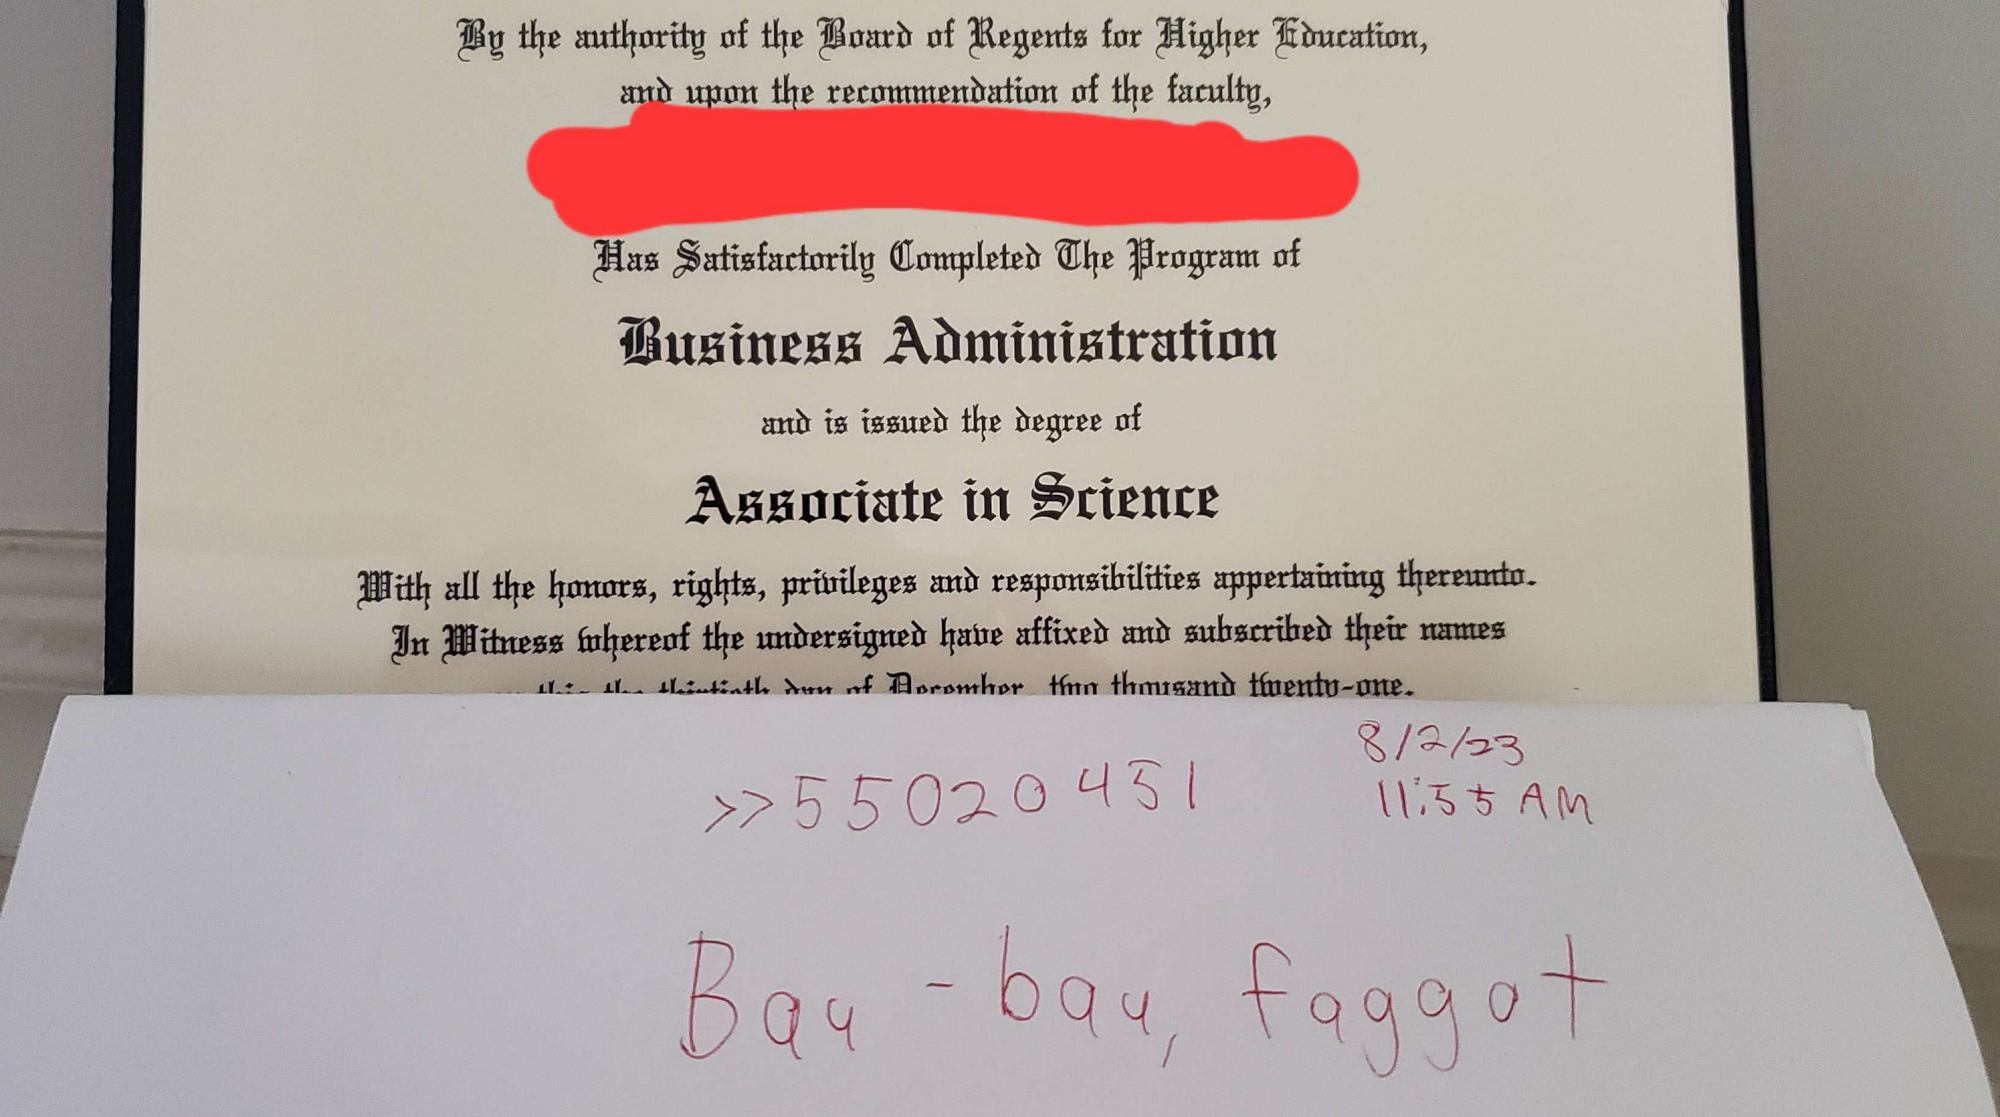 By the authority of the Board of Regents for Higher Education,
and upon the recommendation of the faculty,
Has Satisfactorily Completed The Program of
Business Administration
and is issued the degree of
Associate in Science
With all the honors, rights, privileges and responsibilities appertaining thereunto.
In Witness whereof the undersigned have affixed and subscribed their names
this the thirtieth day of December, two thousand twenty-one.
8/2/23
>>55020451
11:55 AM
Bau-bau, faggot